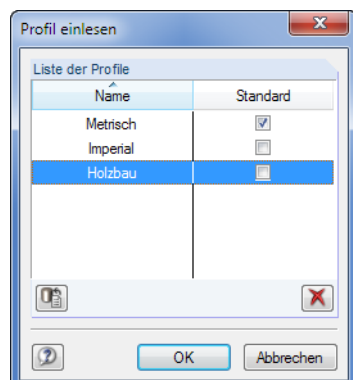 Profil einlesen
Liste der Profile
Name Standard
Metrisch
Imperial
Holzbau
OK Abbrechen